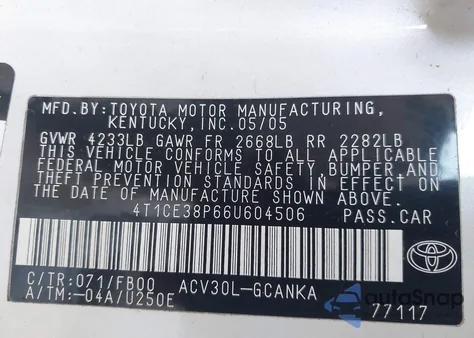 MFD.BY:TOYOTA MOTOR MANUFACTURING,
KENTUCKY,INC.05/05
GVWR 4233LB GAWR FR 2668LB RR 2282LB
THIS VEHICLE CONFORMS TO ALL APPLICABLE
FEDERAL MOTOR VEHICLE SAFETY,BUMPER,AND
THEFT PREVENTION STANDARDS IN EFFECT ON
THE DATE OF MANUFACTURE SHOWN ABOVE.
4T1CE38P66U604506 PASS.CAR
C/TR:071/FB00 ACV30L-GCANKA
A/TM:-04A/U250E
TOYOTA
77117
autoSnap